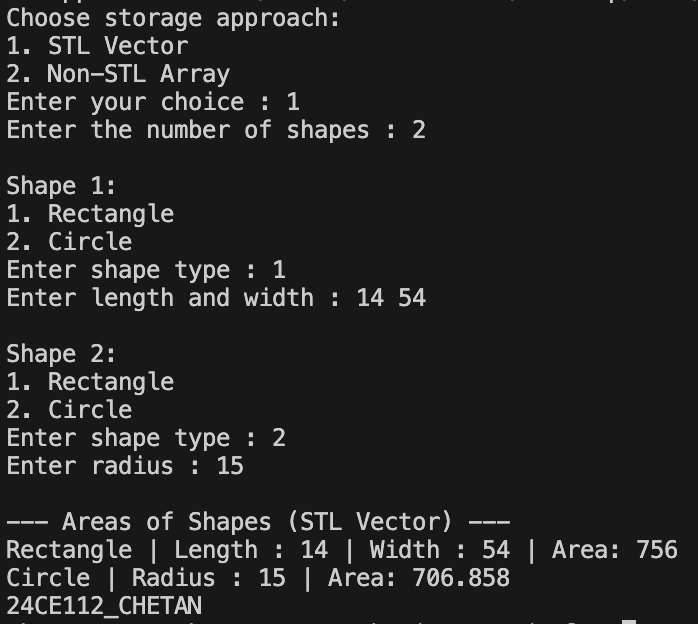 Choose storage approach:
1. STL Vector
2. Non-STL Array
Enter your choice : 1
Enter the number of shapes : 2
Shape 1:
1. Rectangle
2. Circle
Enter shape type : 1
Enter length and width : 14 54
Shape 2:
1. Rectangle
2. Circle
Enter shape type : 2
Enter radius : 15
--- Areas of Shapes (STL Vector) ---
Rectangle | Length : 14 | Width : 54 | Area: 756
Circle | Radius : 15 | Area: 706.858
24CE112_CHETAN